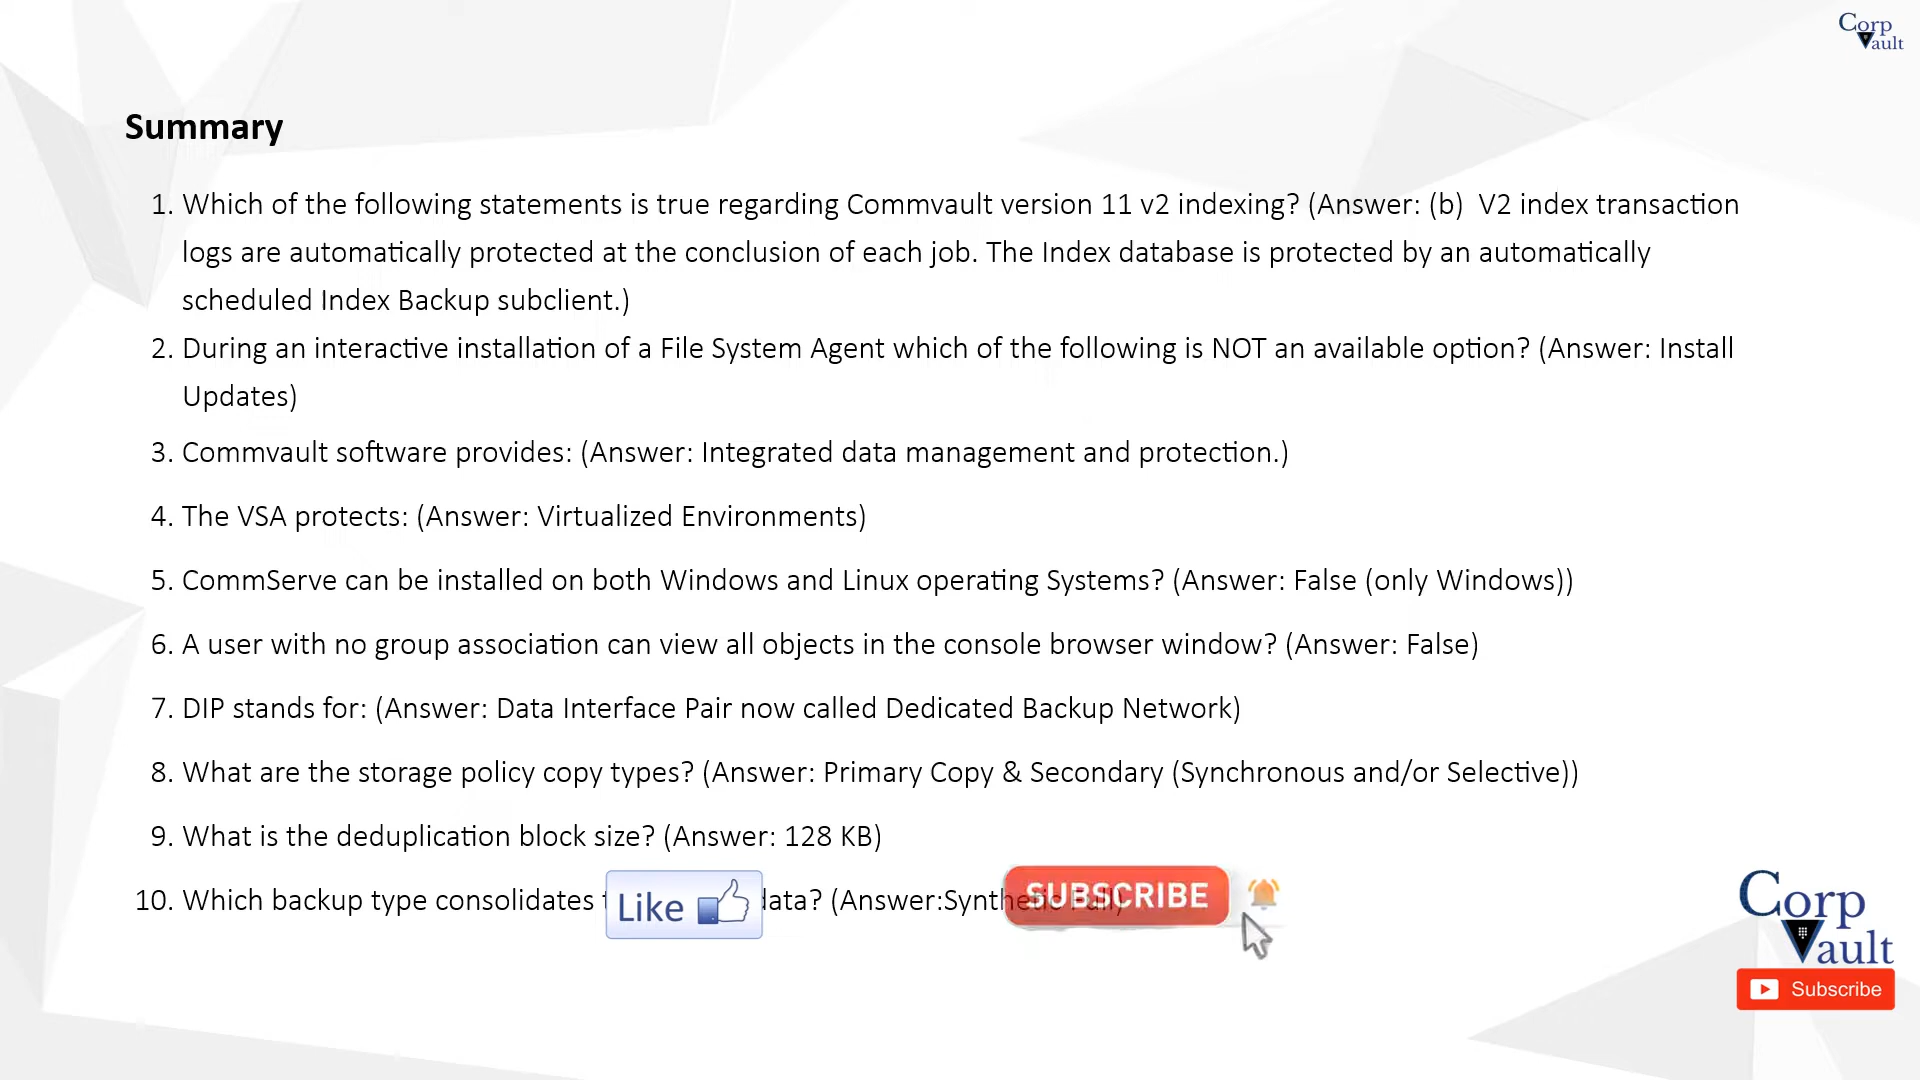 Corp
Vault
Summary
1. Which of the following statements is true regarding Commvault version 11 v2 indexing? (Answer: (b)  V2 index transaction
logs are automatically protected at the conclusion of each job. The Index database is protected by an automatically
scheduled Index Backup subclient.)
2. During an interactive installation of a File System Agent which of the following is NOT an available option? (Answer: Install
Updates)
3. Commvault software provides: (Answer: Integrated data management and protection.)
4. The VSA protects: (Answer: Virtualized Environments)
5. CommServe can be installed on both Windows and Linux operating Systems? (Answer: False (only Windows))
6. A user with no group association can view all objects in the console browser window? (Answer: False)
7. DIP stands for: (Answer: Data Interface Pair now called Dedicated Backup Network)
8. What are the storage policy copy types? (Answer: Primary Copy & Secondary (Synchronous and/or Selective))
9. What is the deduplication block size? (Answer: 128 KB)
10. Which backup type consolidates data? (Answer:Synthetic Full)
Like
SUBSCRIBE
Corp
Vault
Subscribe